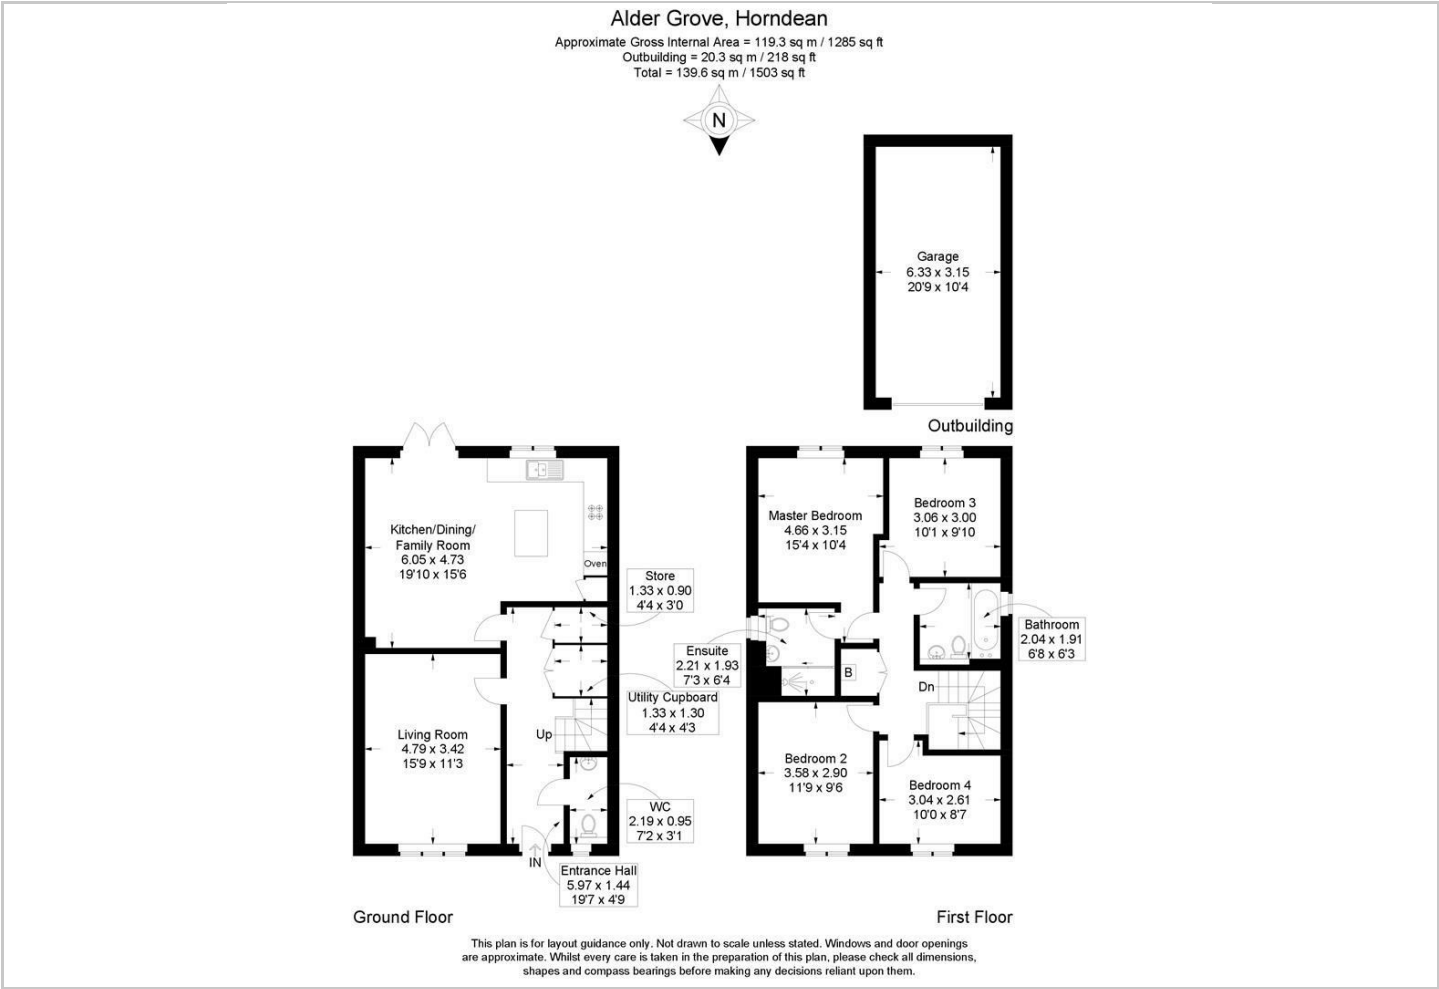 Alder Grove, Horndean
Approximate Gross Internal Area = 119.3 sq m / 1285 sq ft
Outbuilding = 20.3 sq m / 218 sq ft
Total = 139.6 sq m / 1503 sq ft
N
Garage
6.33 x 3.15
20'9 x 10'4
Outbuilding
Kitchen/Dining/
Family Room
6.05 x 4.73
19'10 x 15'6
Oven
Store
1.33 x 0.90
4'4 x 3'0
Utility Cupboard
1.33 x 1.30
4'4 x 4'3
Living Room
4.79 x 3.42
15'9 x 11'3
Up
WC
2.19 x 0.95
7'2 x 3'1
IN
Entrance Hall
5.97 x 1.44
19'7 x 4'9
Ground Floor
Master Bedroom
4.66 x 3.15
15'4 x 10'4
Bedroom 3
3.06 x 3.00
10'1 x 9'10
Ensuite
2.21 x 1.93
7'3 x 6'4
Bathroom
2.04 x 1.91
6'8 x 6'3
B
Dn
Bedroom 2
3.58 x 2.90
11'9 x 9'6
Bedroom 4
3.04 x 2.61
10'0 x 8'7
First Floor
This plan is for layout guidance only. Not drawn to scale unless stated. Windows and door openings
are approximate. Whilst every care is taken in the preparation of this plan, please check all dimensions,
shapes and compass bearings before making any decisions reliant upon them.